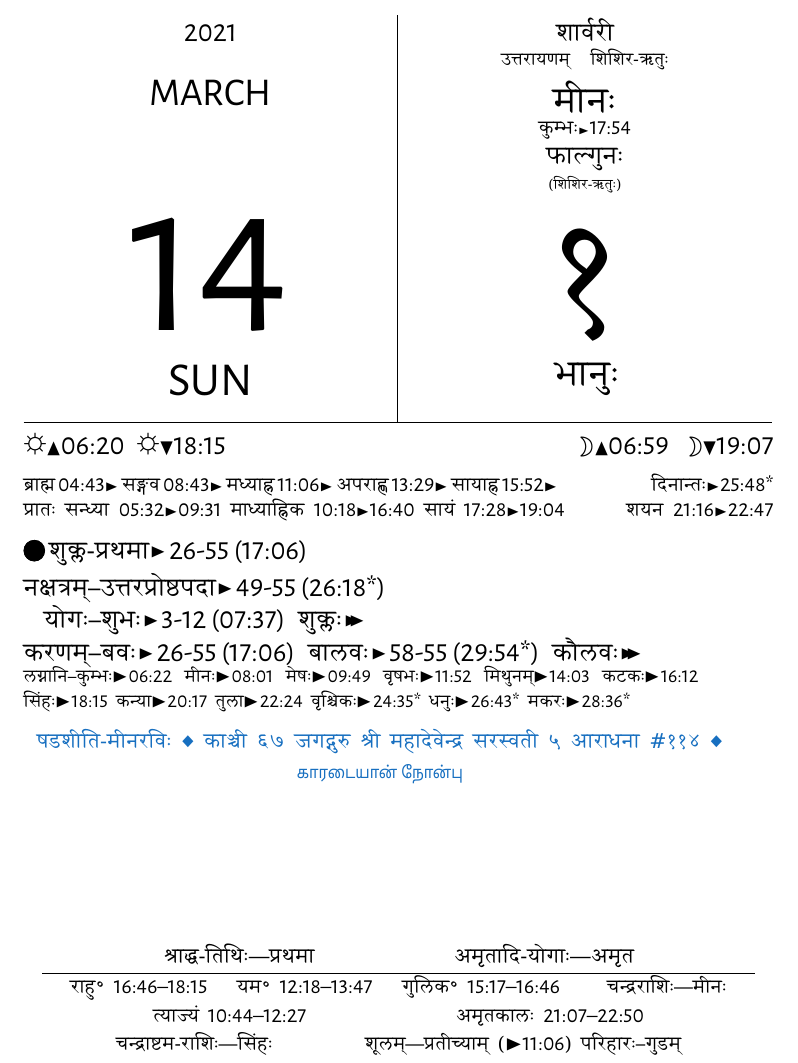 2021
MARCH
14
SUN
शार्वरी
उत्तरायणम् शिशिर-ऋतुः
मीनः
कुम्भः►17:54
फाल्गुनः
(शिशिर-ऋतुः)
१
भानुः
☼▲06:20 ☼▼18:15 ☽▲06:59 ☽▼19:07
ब्राह्म 04:43► सङ्गव 08:43► मध्याह्न 11:06► अपराह्ण 13:29► सायाह्न 15:52► दिनान्तः►25:48*
प्रातः सन्ध्या 05:32►09:31 माध्याह्निक 10:18►16:40 सायं 17:28►19:04 शयन 21:16►22:47
●शुक्ल-प्रथमा► 26-55 (17:06)
नक्षत्रम्–उत्तरप्रोष्ठपदा► 49-55 (26:18*)
योगः–शुभः► 3-12 (07:37) शुक्लः►►
करणम्–बवः► 26-55 (17:06) बालवः► 58-55 (29:54*) कौलवः►►
लग्नानि–कुम्भः►06:22 मीनः►08:01 मेषः►09:49 वृषभः►11:52 मिथुनम्►14:03 कटकः►16:12
सिंहः►18:15 कन्या►20:17 तुला►22:24 वृश्चिकः►24:35* धनुः►26:43* मकरः►28:36*
षडशीति-मीनरविः ◆ काञ्ची ६७ जगद्गुरु श्री महादेवेन्द्र सरस्वती ५ आराधना #११४ ◆
காரடையான் நோன்பு
श्राद्ध-तिथिः—प्रथमा अमृतादि-योगाः—अमृत
राहु° 16:46–18:15 यम° 12:18–13:47 गुलिक° 15:17–16:46 चन्द्रराशिः—मीनः
त्याज्यं 10:44–12:27 अमृतकालः 21:07–22:50
चन्द्राष्टम-राशिः—सिंहः शूलम्—प्रतीच्याम् (►11:06) परिहारः–गुडम्